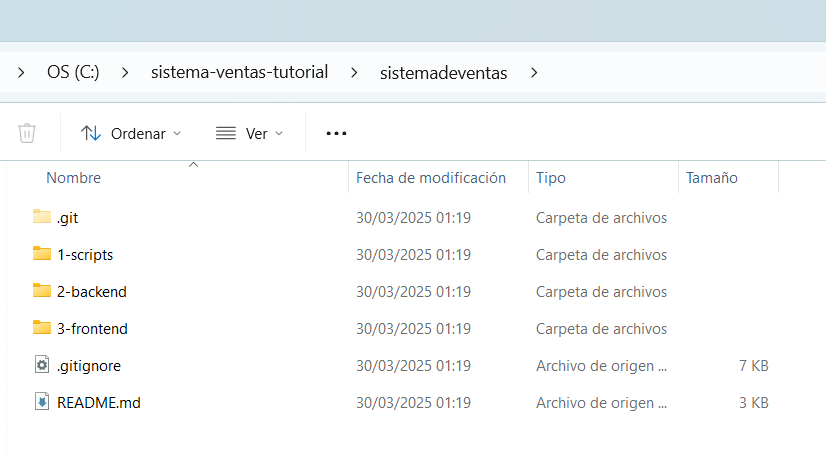 OS (C:) sistema-ventas-tutorial sistemadeventas
Ordenar Ver
Nombre Fecha de modificación Tipo Tamaño
.git 30/03/2025 01:19 Carpeta de archivos
1-scripts 30/03/2025 01:19 Carpeta de archivos
2-backend 30/03/2025 01:19 Carpeta de archivos
3-frontend 30/03/2025 01:19 Carpeta de archivos
.gitignore 30/03/2025 01:19 Archivo de origen ... 7 KB
README.md 30/03/2025 01:19 Archivo de origen ... 3 KB